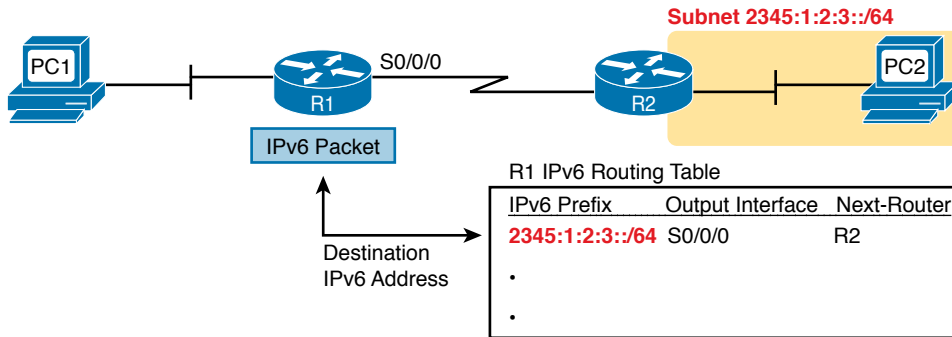 Subnet 2345:1:2:3::/64
PC1
S0/0/0
PC2
R1
R2
IPv6 Packet
R1 IPv6 Routing Table
IPv6 Prefix Output Interface Next-Router
2345:1:2:3::/64 S0/0/0 R2
Destination
IPv6 Address